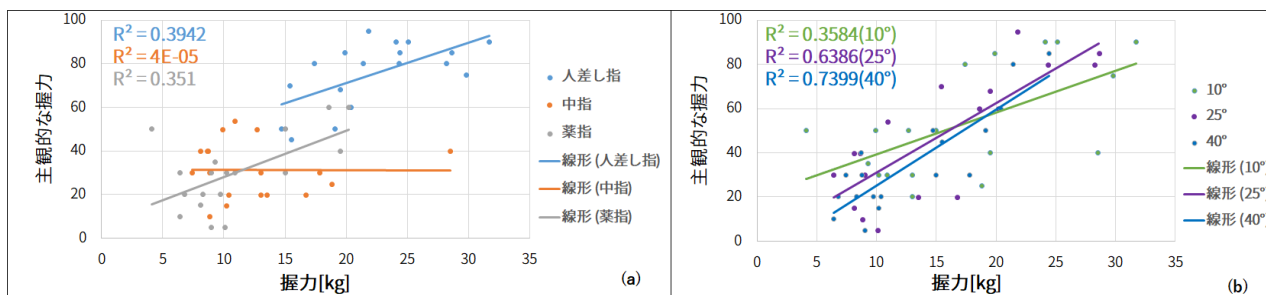 R² = 0.3942
R² = 4E-05
R² = 0.351
主観的な握力
100
80
60
40
20
0
0
5
10
15
20
25
30
35
握力[kg]
人差し指
中指
薬指
線形 (人差し指)
線形 (中指)
線形 (薬指)
(a)
R² = 0.3584(10°)
R² = 0.6386(25°)
R² = 0.7399(40°)
主観的な握力
100
80
60
40
20
0
0
5
10
15
20
25
30
35
握力[kg]
10°
25°
40°
線形 (10°)
線形 (25°)
線形 (40°)
(b)